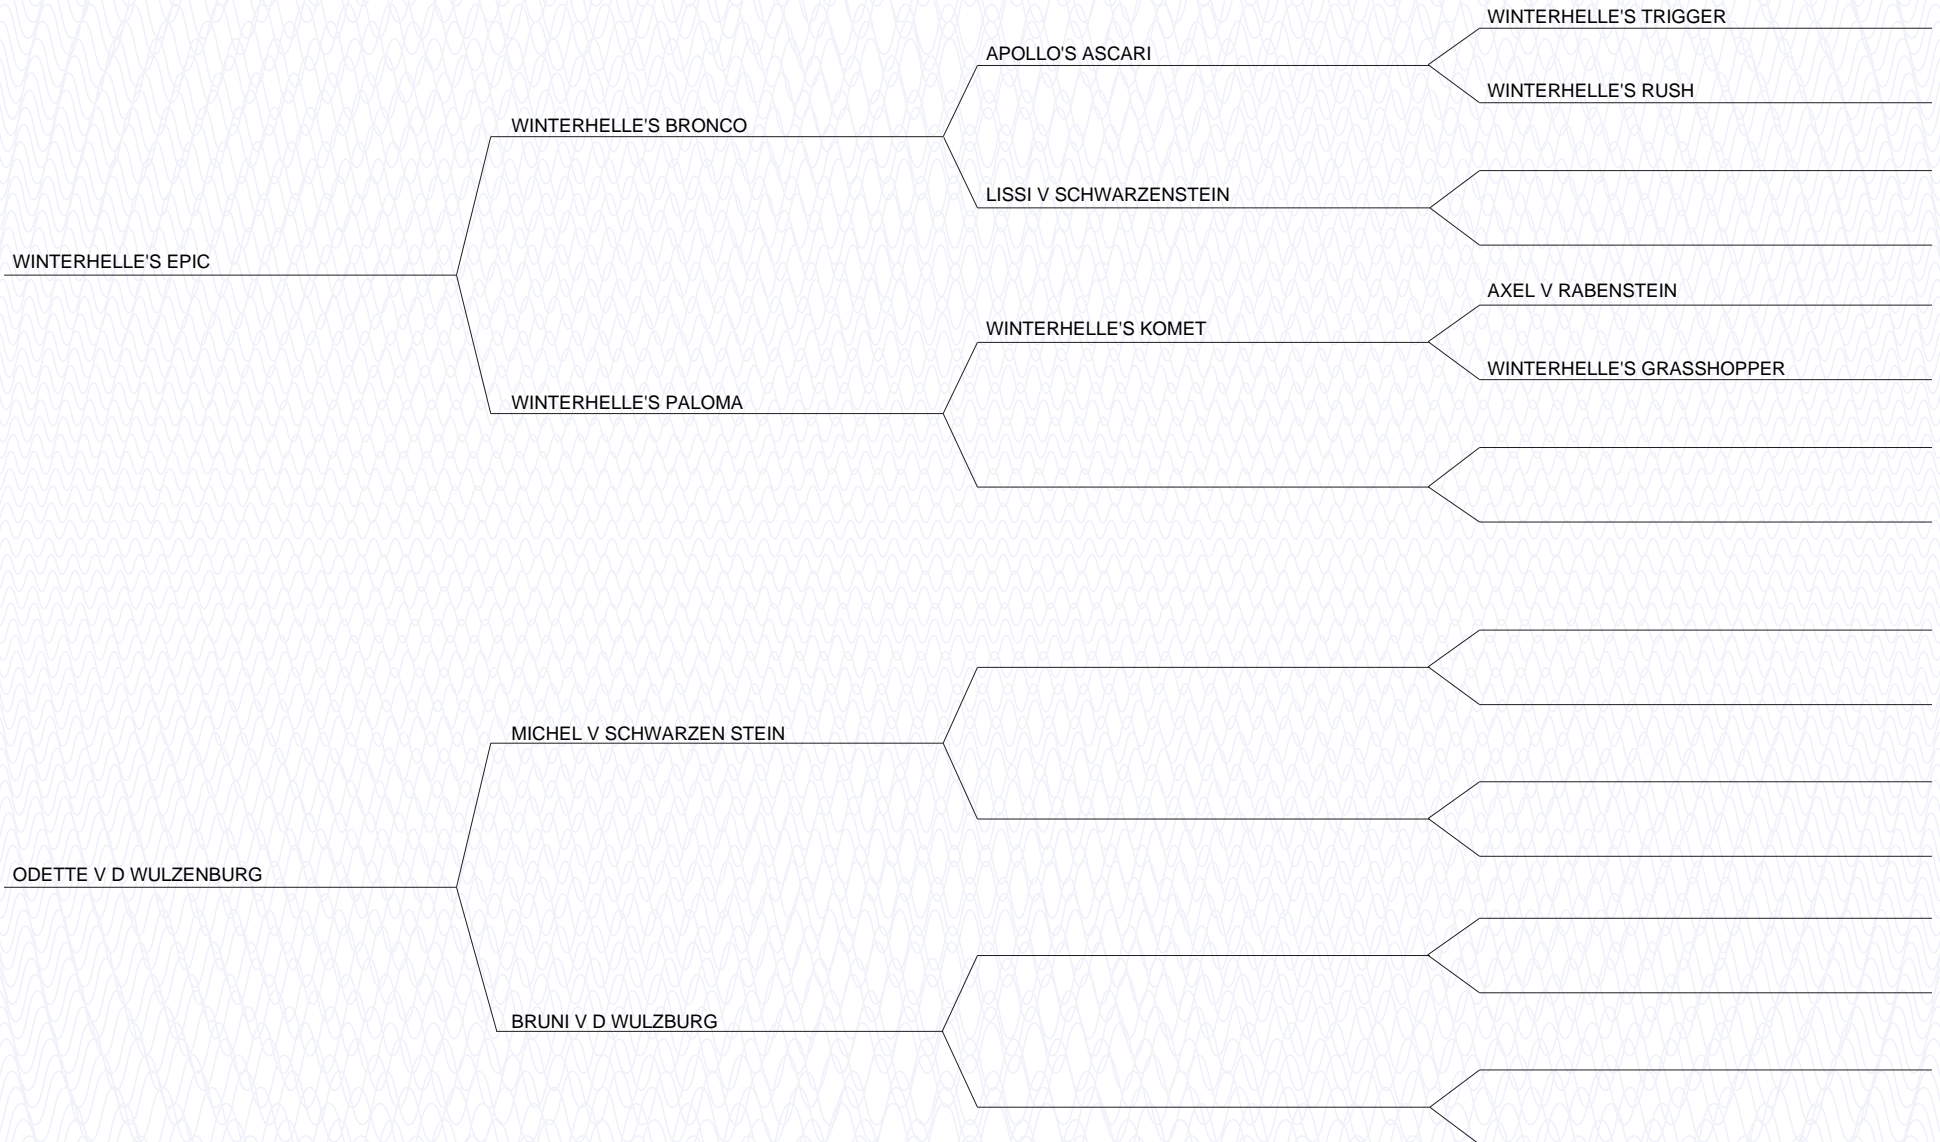 WINTERHELLE'S TRIGGER
APOLLO'S ASCARI
WINTERHELLE'S RUSH
WINTERHELLE'S BRONCO
LISSI V SCHWARZENSTEIN
WINTERHELLE'S EPIC
AXEL V RABENSTEIN
WINTERHELLE'S KOMET
WINTERHELLE'S GRASSHOPPER
WINTERHELLE'S PALOMA
MICHEL V SCHWARZEN STEIN
ODETTE V D WULZENBURG
BRUNI V D WULZBURG